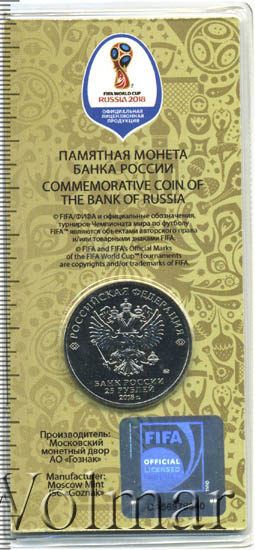 FIFA WORLD CUP
RUSSIA 2018
ОФИЦИАЛЬНАЯ
ЛИЦЕНЗИОННАЯ
ПРОДУКЦИЯ
ПАМЯТНАЯ МОНЕТА
БАНКА РОССИИ
COMMEMORATIVE COIN OF
THE BANK OF RUSSIA
© FIFA/ФИФА и официальные обозначения
турниров Чемпионата мира по футболу
FIFA™ являются объектами авторского права
и/или товарными знаками FIFA.
© FIFA and FIFA's Official Marks
of the FIFA World Cup™ tournaments
are copyrights and/or trademarks of FIFA.
РОССИЙСКАЯ ФЕДЕРАЦИЯ
БАНК РОССИИ
25 РУБЛЕЙ
2018 г.
Производитель:
Московский
монетный двор
АО «Гознак»
Manufacturer:
Moscow Mint
JSC «Goznak»
FIFA
OFFICIAL
LICENSED
Volmar